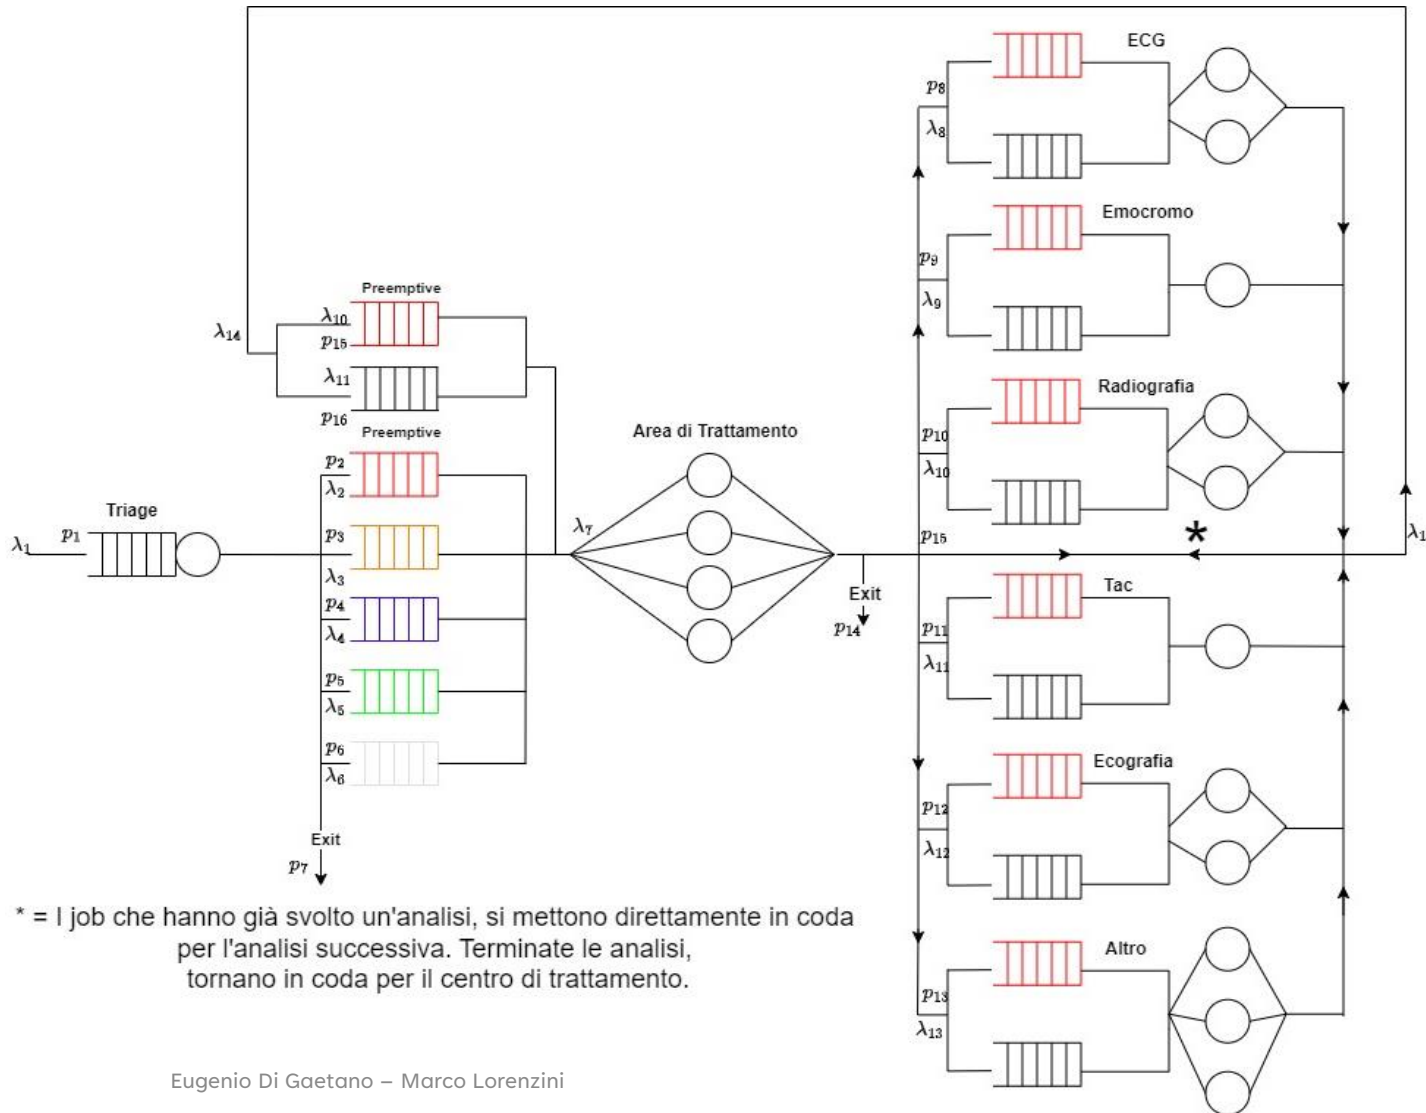 ECG
p₈
λ₈
Emocromo
p₉
λ₉
Preemptive
λ₁₀
p₁₅
λ₁₄
λ₁₁
p₁₆
Preemptive
Radiografia
p₁₀
λ₁₀
Area di Trattamento
p₂
λ₂
Triage
p₁
λ₁
p₃
λ₃
λ₇
p₁₅
*
λ₁
p₄
λ₄
Exit
p₁₄
Tac
p₁₁
λ₁₁
p₅
λ₅
p₆
λ₆
Ecografia
p₁₂
λ₁₂
Exit
p₇
* = I job che hanno già svolto un'analisi, si mettono direttamente in coda
per l'analisi successiva. Terminate le analisi,
tornano in coda per il centro di trattamento.
Altro
p₁₃
λ₁₃
Eugenio Di Gaetano – Marco Lorenzini